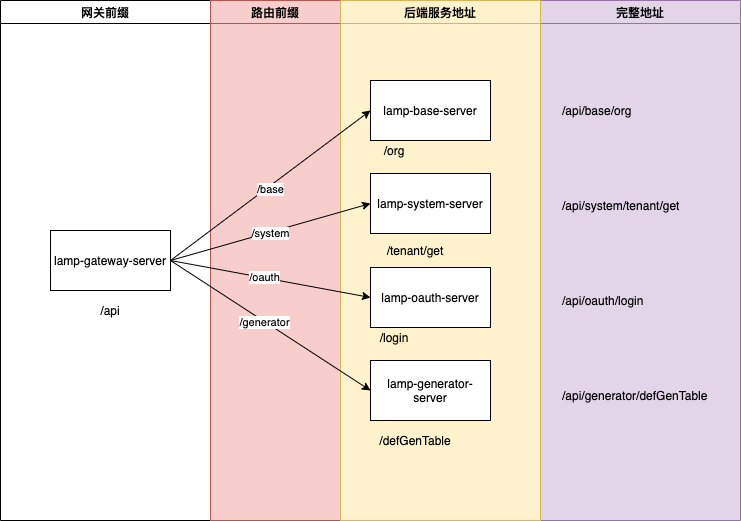 网关前缀
路由前缀
后端服务地址
完整地址
lamp-gateway-server
/api
/base
/system
/oauth
/generator
lamp-base-server
/org
lamp-system-server
/tenant/get
lamp-oauth-server
/login
lamp-generator-
server
/defGenTable
/api/base/org
/api/system/tenant/get
/api/oauth/login
/api/generator/defGenTable